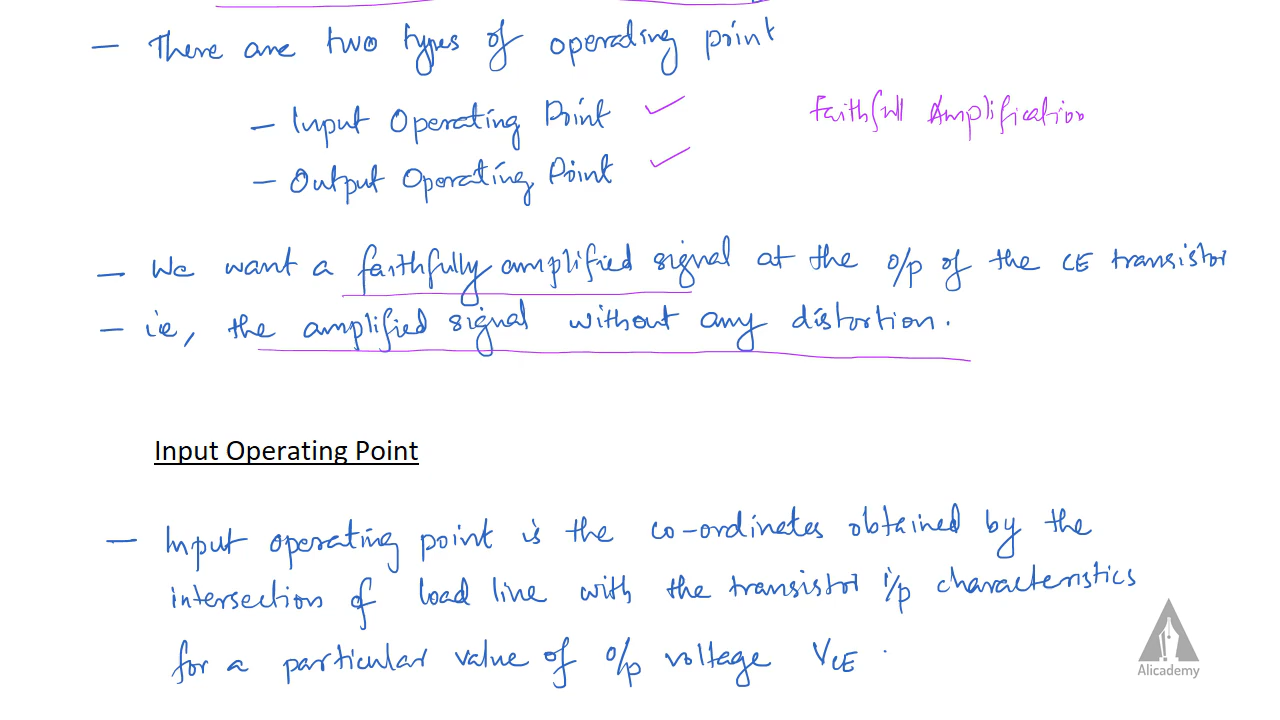 – There are two types of operating point
– Input Operating Point
Faithfull Amplification
– Output Operating Point
– We want a faithfully amplified signal at the o/p of the CE transistor
– ie, the amplified signal without any distortion.
Input Operating Point
– Input operating point is the co-ordinates obtained by the
intersection of load line with the transistor i/p characteristics
for a particular value of o/p voltage VCE.
Alicademy